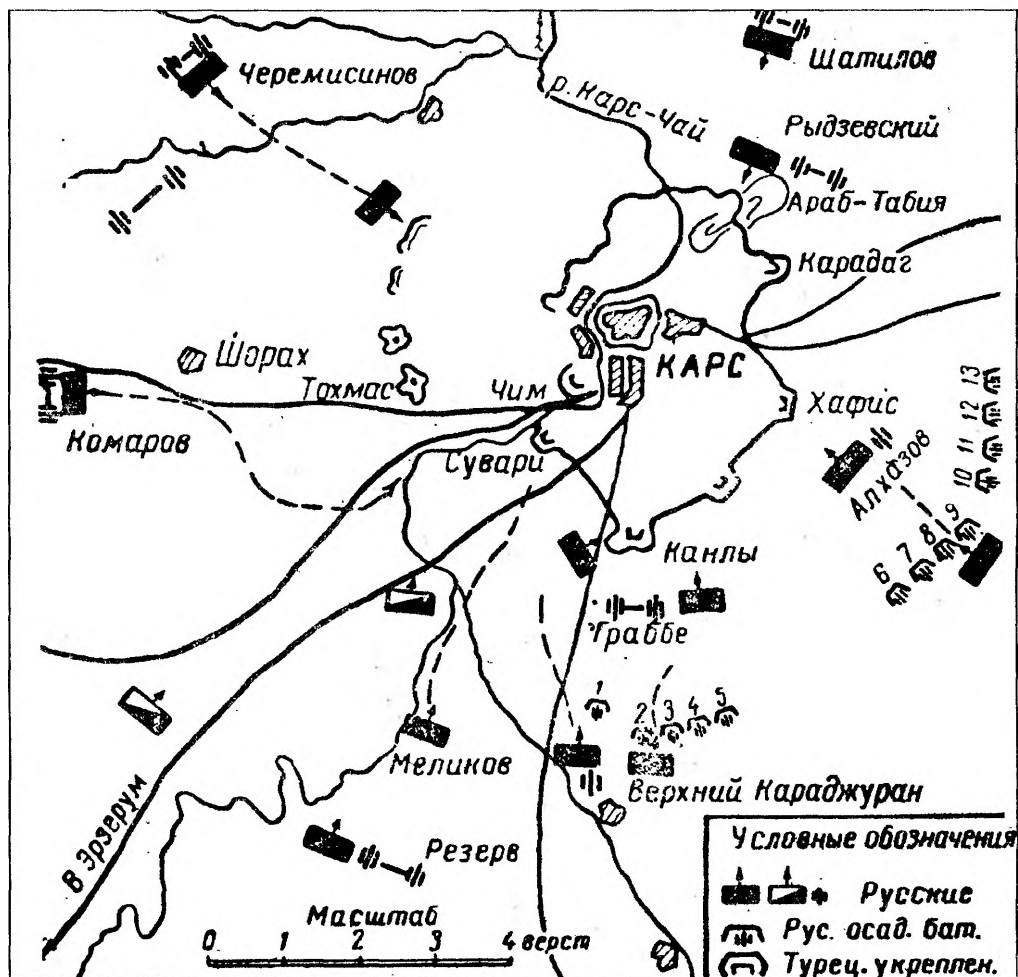 Черемисинов
Шатилов
р. Карс-Чай
Рыдзевский
Араб-Табия
Карадаг
Шорах
Тохмас
Чим
КАРС
Хафис
13
12
11
10
Комаров
Сувари
Алхазов
9
8
7
6
Канлы
Граббе
1
2
3
4
5
Меликов
Верхний Караджуран
В Эрзерум
Резерв
Масштаб
0 1 2 3 4 верст
Условные обозначения
Русские
Рус. осад. бат.
Турец. укреплен.